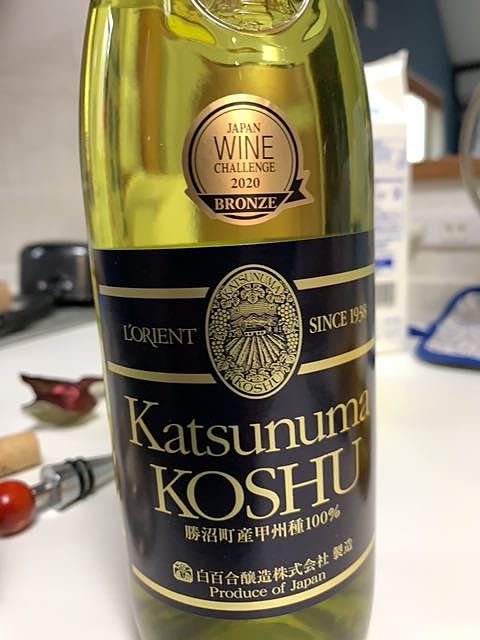 JAPAN
WINE
CHALLENGE
2020
BRONZE
KATSUNUMA
L'ORIENT
SINCE 1938
KOSHU
Katsunuma
KOSHU
勝沼町産甲州種100%
白百合醸造株式会社 製造
Produce of Japan